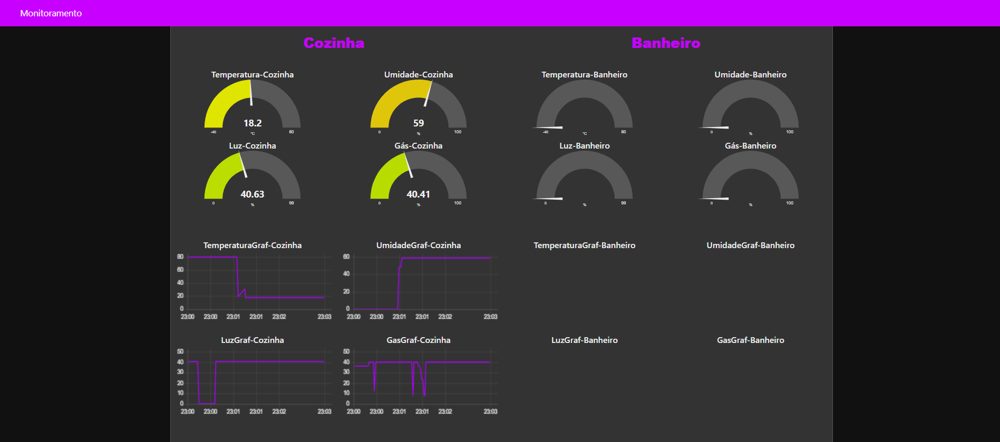 Monitoramento
Cozinha
Banheiro
Temperatura-Cozinha
18.2
-40
°C
80
Umidade-Cozinha
59
0
%
100
Temperatura-Banheiro
-40
°C
80
Umidade-Banheiro
0
%
100
Luz-Cozinha
40.63
0
%
99
Gás-Cozinha
40.41
0
%
100
Luz-Banheiro
0
%
99
Gás-Banheiro
0
%
100
TemperaturaGraf-Cozinha
80
60
40
20
0
23:00 23:00 23:01 23:01 23:02 23:03
UmidadeGraf-Cozinha
60
40
20
0
23:00 23:00 23:01 23:01 23:02 23:03
TemperaturaGraf-Banheiro
UmidadeGraf-Banheiro
LuzGraf-Cozinha
50
40
30
20
10
0
23:00 23:00 23:01 23:01 23:02 23:03
GasGraf-Cozinha
50
40
30
20
10
0
23:00 23:00 23:01 23:01 23:02 23:03
LuzGraf-Banheiro
GasGraf-Banheiro